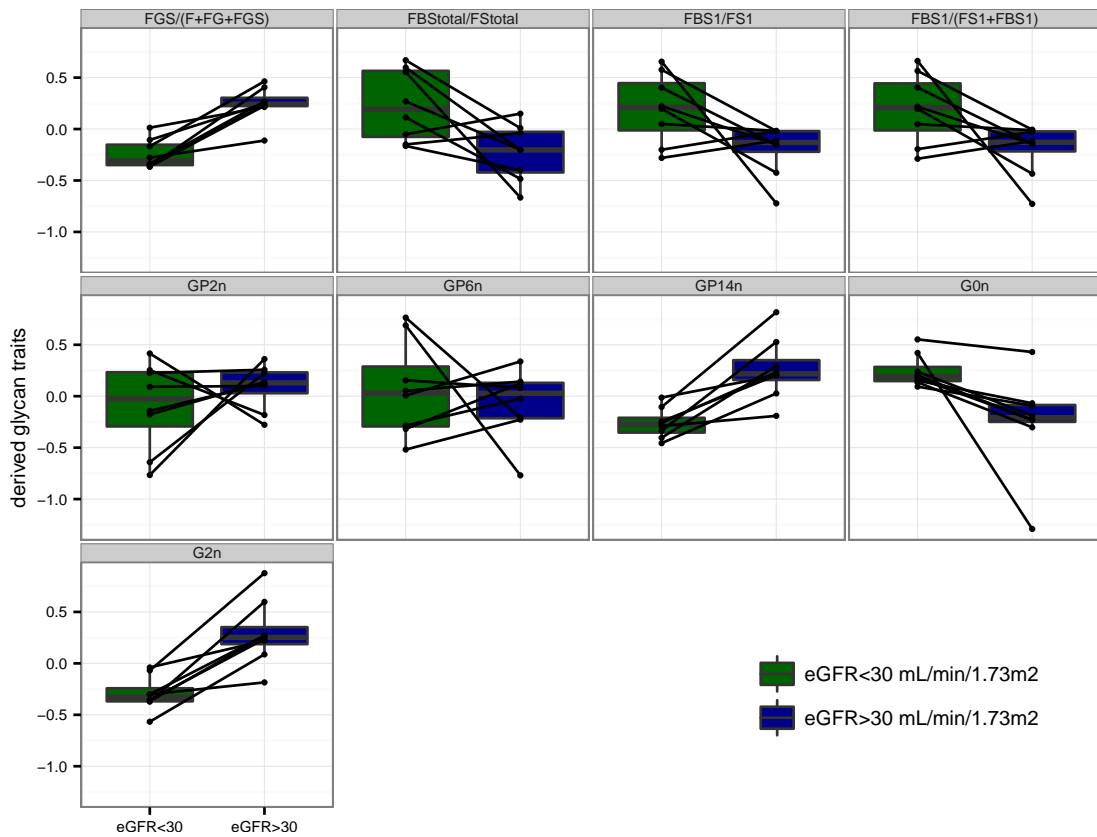 FGS/(F+FG+FGS) FBStotal/FStotal FBS1/FS1 FBS1/(FS1+FBS1)
0.5
0.0
−0.5
−1.0
GP2n GP6n GP14n G0n
0.5
0.0
−0.5
−1.0
derived glycan traits
G2n
0.5
0.0
−0.5
−1.0
eGFR<30 mL/min/1.73m2
eGFR>30 mL/min/1.73m2
eGFR<30 eGFR>30